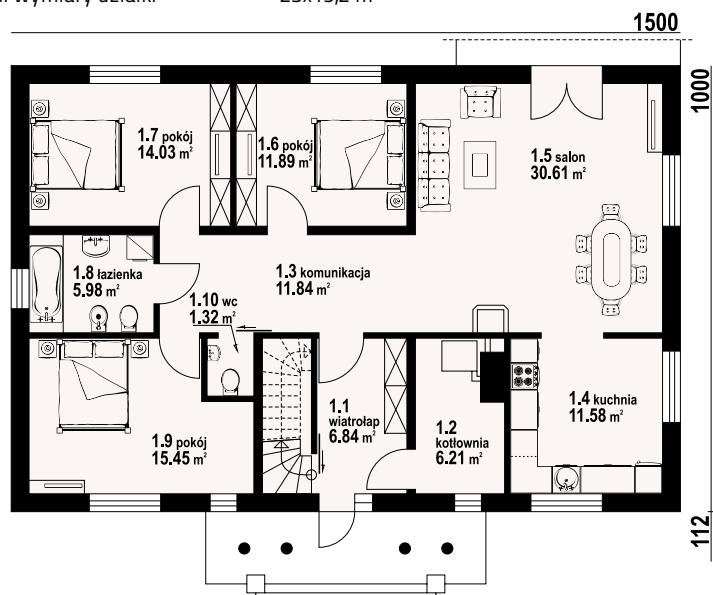 1500
1000
1.7 pokój
14.03 m²
1.6 pokój
11.89 m²
1.5 salon
30.61 m²
1.8 łazienka
5.98 m²
1.3 komunikacja
11.84 m²
1.10 wc
1.32 m²
1.4 kuchnia
11.58 m²
1.1
wiatrołap
6.84 m²
1.2
kotłownia
6.21 m²
1.9 pokój
15.45 m²
112